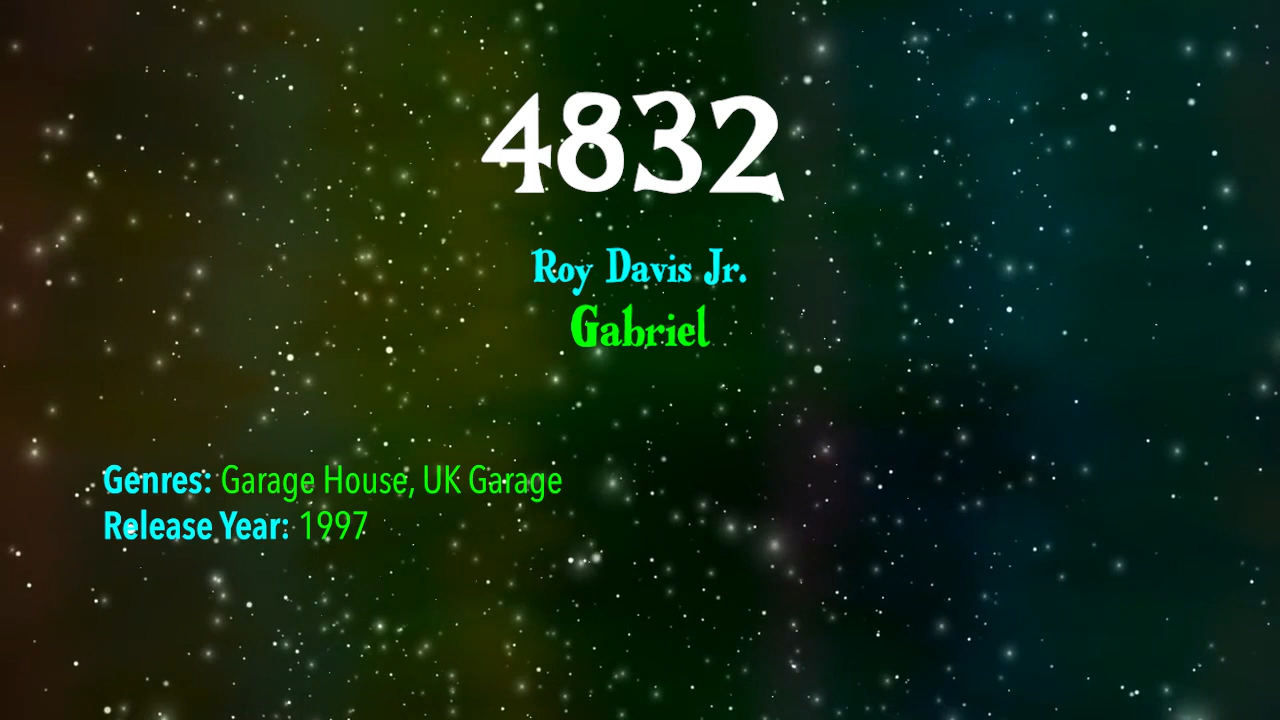 4832
Roy Davis Jr.
Gabriel
Genres: Garage House, UK Garage
Release Year: 1997